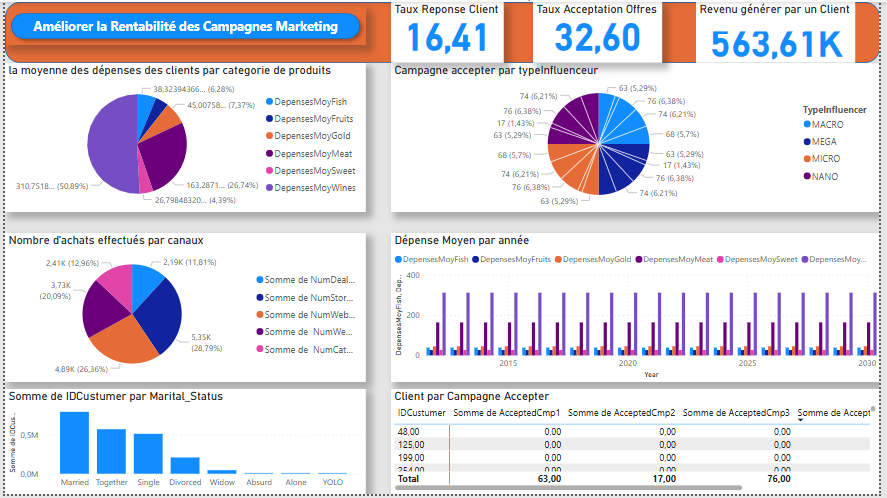 Améliorer la Rentabilité des Campagnes Marketing
Taux Reponse Client
16,41
Taux Acceptation Offres
32,60
Revenu générer par un Client
563,61K
la moyenne des dépenses des clients par categorie de produits
38,32394366... (6,28%)
45,00758... (7,37%)
163,2871... (26,74%)
26,79848320... (4,39%)
310,7518... (50,89%)
DepensesMoyFish
DepensesMoyFruits
DepensesMoyGold
DepensesMoyMeat
DepensesMoySweet
DepensesMoyWines
Campagne accepter par typeInfluenceur
63 (5,29%)
76 (6,38%)
74 (6,21%)
68 (5,7%)
63 (5,29%)
17 (1,43%)
76 (6,38%)
74 (6,21%)
63 (5,29%)
76 (6,38%)
74 (6,21%)
68 (5,7%)
63 (5,29%)
17 (1,43%)
76 (6,38%)
74 (6,21%)
TypeInfluencer
MACRO
MEGA
MICRO
NANO
Nombre d'achats effectués par canaux
2,19K (11,81%)
5,35K
(28,79%)
4,89K (26,36%)
3,73K
(20,09%)
2,41K (12,96%)
Somme de NumDeal...
Somme de NumStor...
Somme de NumWeb...
Somme de NumWe...
Somme de NumCat...
Dépense Moyen par année
DepensesMoyFish
DepensesMoyFruits
DepensesMoyGold
DepensesMoyMeat
DepensesMoySweet
DepensesMoy...
DepensesMoyFish, Dep...
400
200
0
2015
2020
2025
2030
Year
Somme de IDCustumer par Marital_Status
Somme de IDCus...
0,5M
0,0M
Married
Together
Single
Divorced
Widow
Absurd
Alone
YOLO
Client par Campagne Accepter
IDCustumer Somme de AcceptedCmp1 Somme de AcceptedCmp2 Somme de AcceptedCmp3 Somme de Accept
48,00 0,00 0,00 0,00
125,00 0,00 0,00 0,00
199,00 0,00 0,00 0,00
254,00 0,00 0,00 0,00
Total 63,00 17,00 76,00